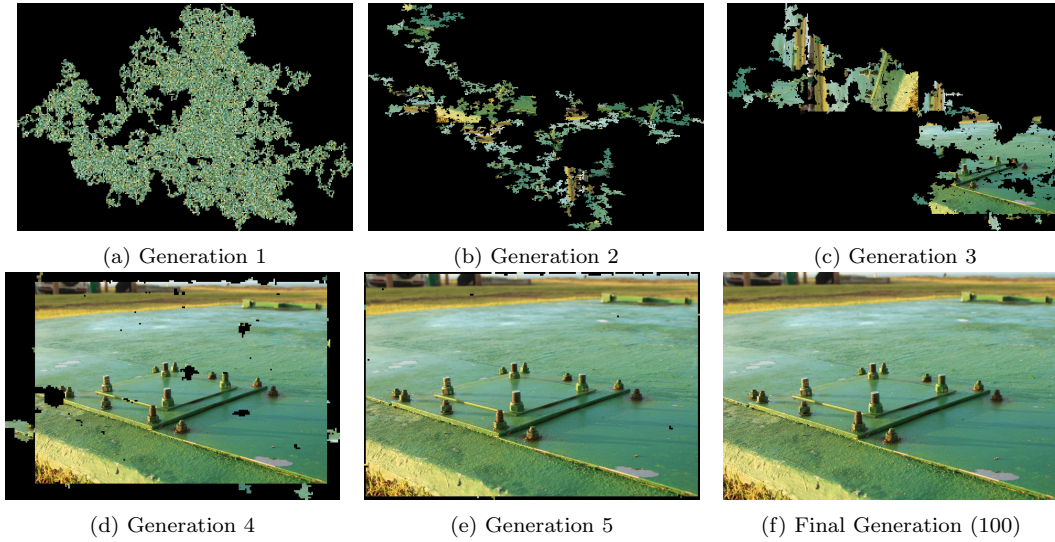 (a) Generation 1
(b) Generation 2
(c) Generation 3
(d) Generation 4
(e) Generation 5
(f) Final Generation (100)